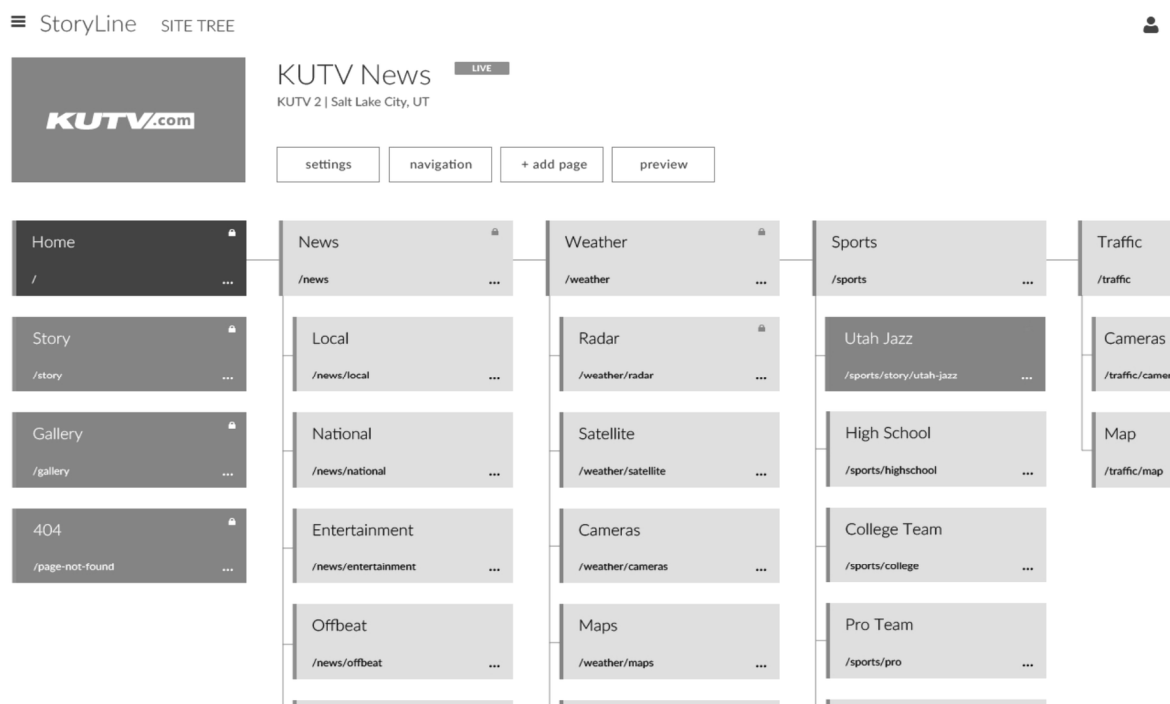 StoryLine SITE TREE
KUTV.com
KUTV News LIVE
KUTV 2 | Salt Lake City, UT
settings navigation + add page preview
Home
/
...
Story
/story
...
Gallery
/gallery
...
404
/page-not-found
...
News
/news
...
Local
/news/local
...
National
/news/national
...
Entertainment
/news/entertainment
...
Offbeat
/news/offbeat
...
Weather
/weather
...
Radar
/weather/radar
...
Satellite
/weather/satellite
...
Cameras
/weather/cameras
...
Maps
/weather/maps
...
Sports
/sports
...
Utah Jazz
/sports/story/utah-jazz
...
High School
/sports/highschool
...
College Team
/sports/college
...
Pro Team
/sports/pro
...
Traffic
/traffic
Cameras
/traffic/camer
Map
/traffic/map